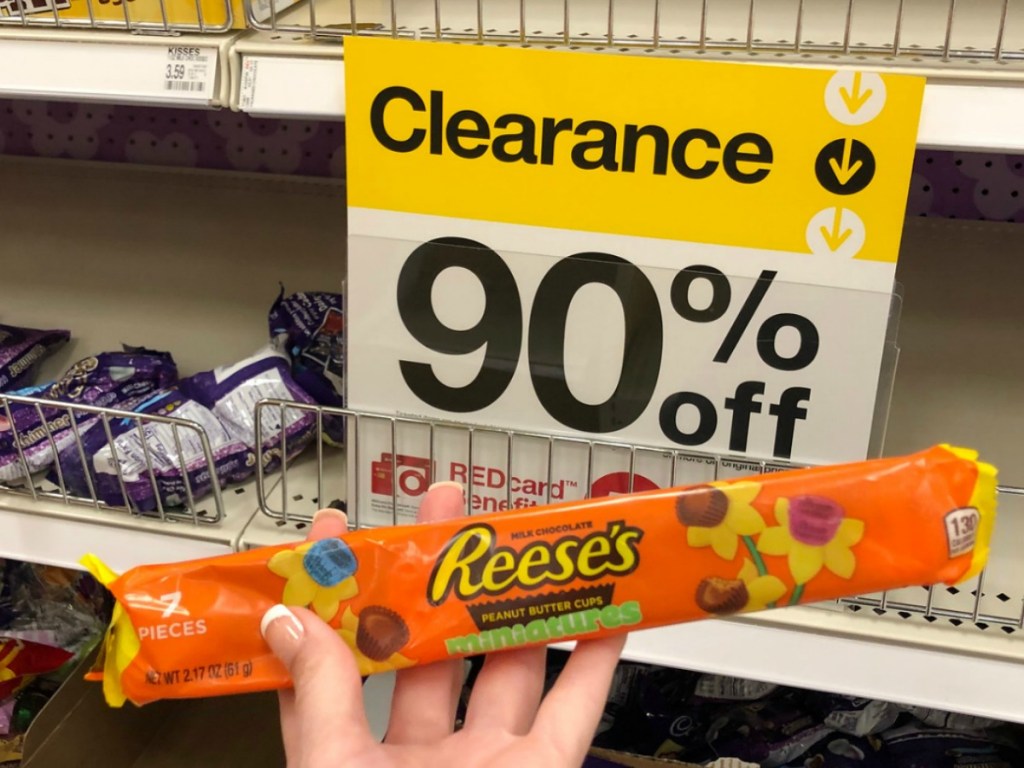 KISSES
3.59
Clearance
90%
off
REDcard™
MILK CHOCOLATE
Reese's
PEANUT BUTTER CUPS
miniatures
7
PIECES
NET WT 2.17 OZ (61 g)
130